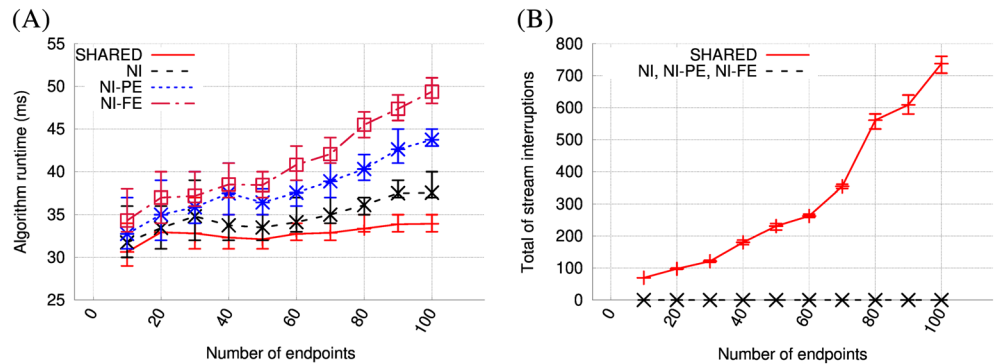 (A)
Algorithm runtime (ms)
55
50
45
40
35
30
25
SHARED
NI
NI-PE
NI-FE
0
20
40
60
80
100
Number of endpoints
(B)
Total of stream interruptions
800
700
600
500
400
300
200
100
0
SHARED
NI, NI-PE, NI-FE
0
20
40
60
80
100
Number of endpoints